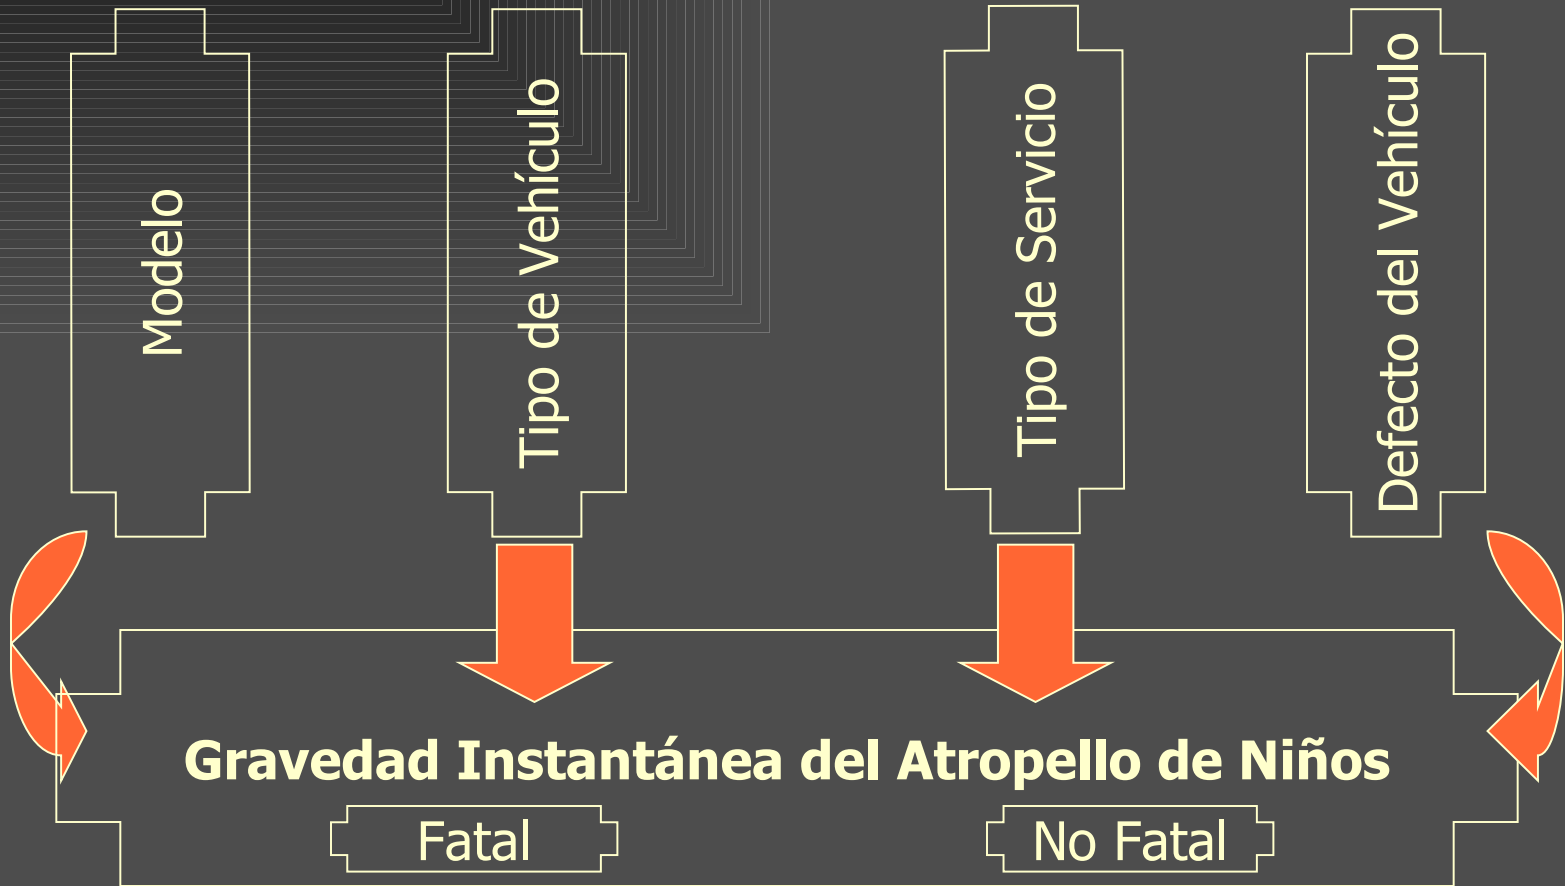 Modelo
Tipo de Vehículo
Tipo de Servicio
Defecto del Vehículo
Gravedad Instantánea del Atropello de Niños
Fatal
No Fatal